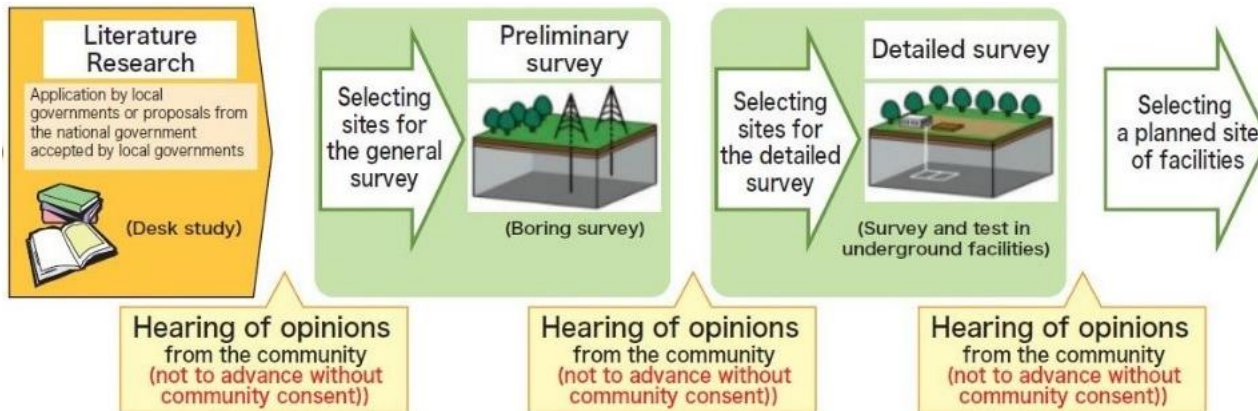 Literature
Research
Application by local
governments or proposals from
the national government
accepted by local governments
(Desk study)
Selecting
sites for
the general
survey
Preliminary
survey
(Boring survey)
Selecting
sites for
the detailed
survey
Detailed survey
(Survey and test in
underground facilities)
Selecting
a planned site
of facilities
Hearing of opinions
from the community
(not to advance without
community consent))
Hearing of opinions
from the community
(not to advance without
community consent))
Hearing of opinions
from the community
(not to advance without
community consent))